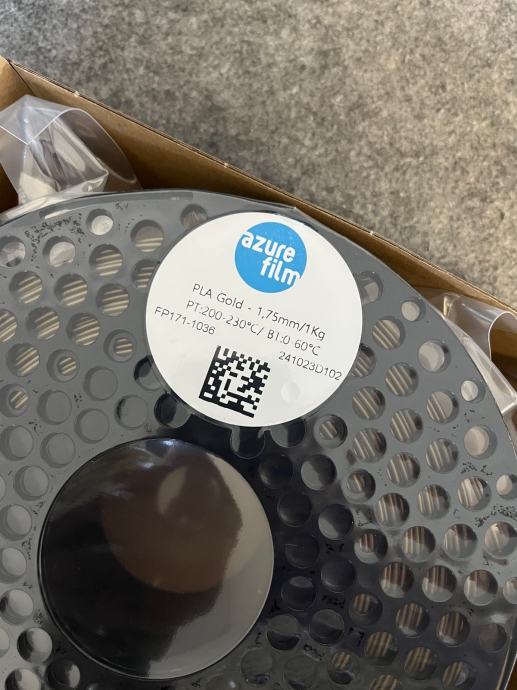 azure
film
PLA Gold - 1,75mm/1Kg
PT:200-230°C/ BT:0-60°C
FP171-1036
241023D102